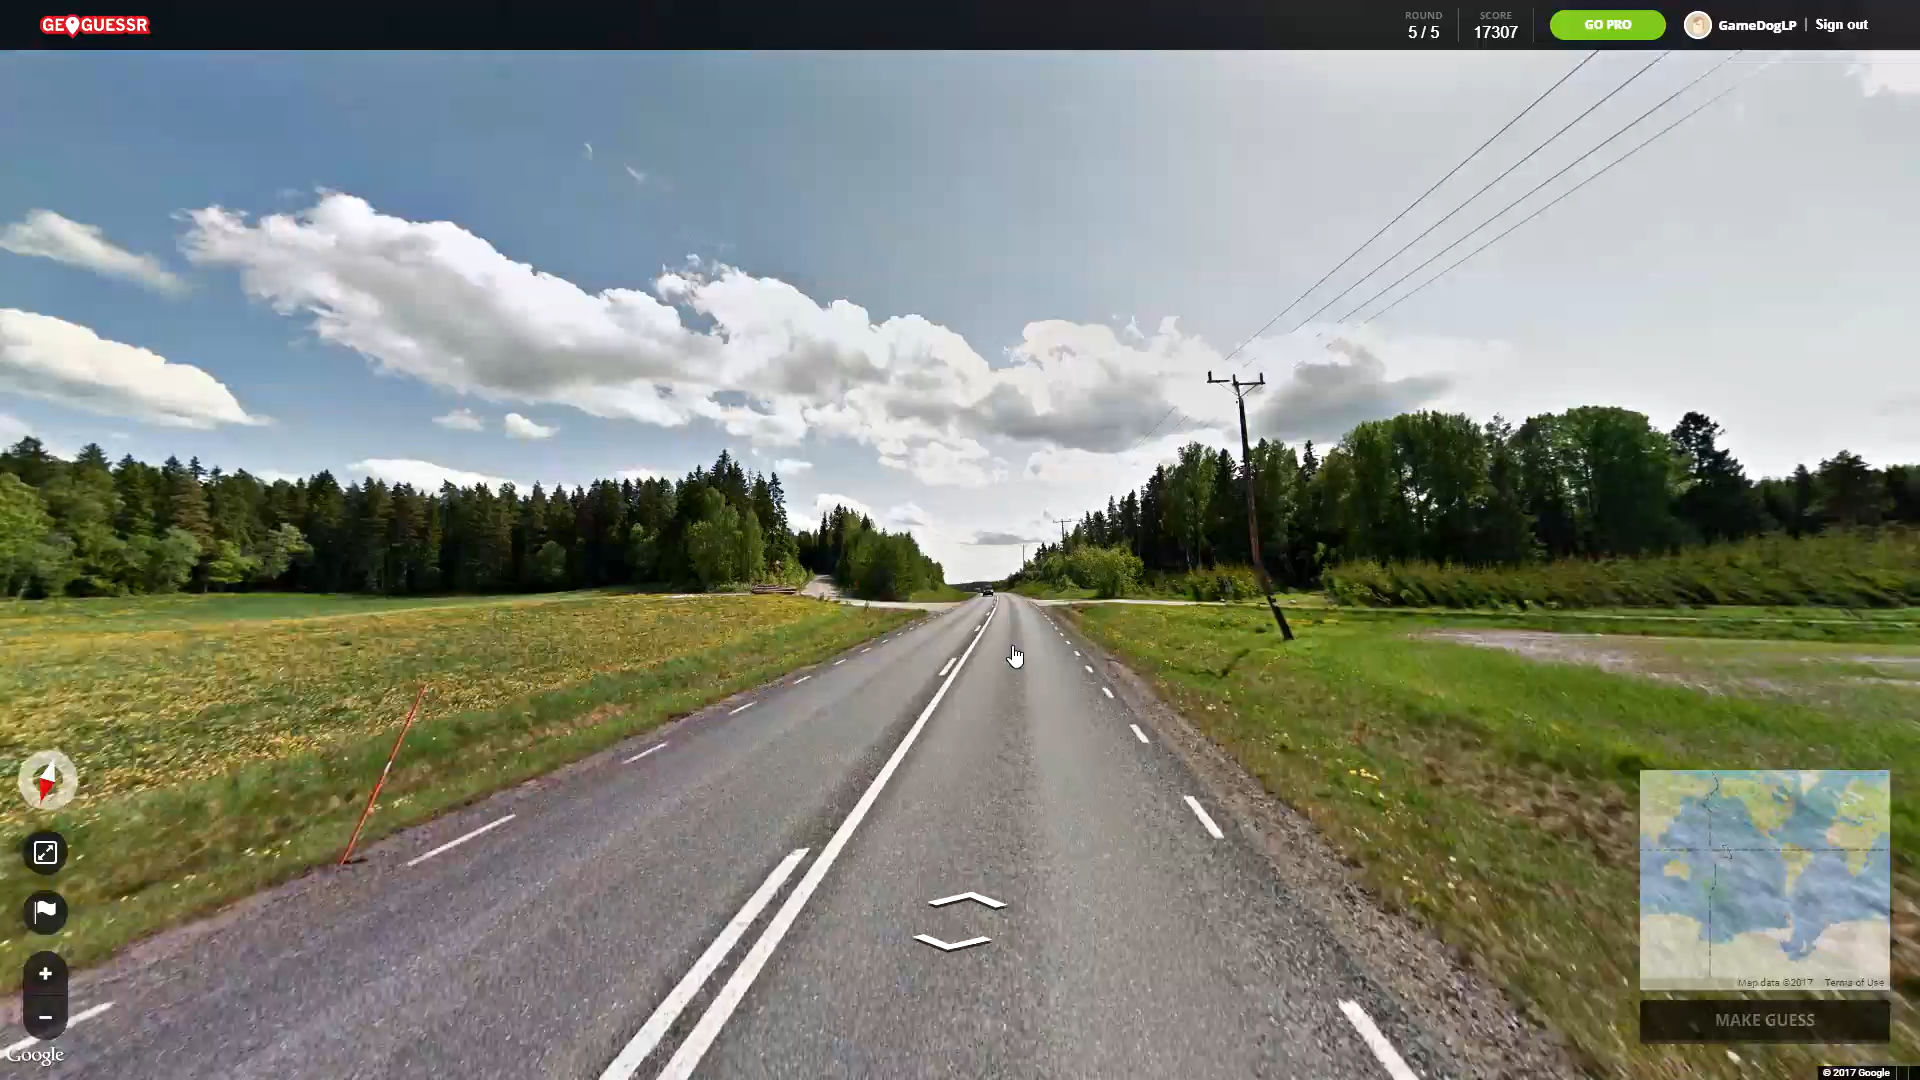 GEOGUESSR
ROUND
5 / 5
SCORE
17307
GO PRO
GameDogLP
Sign out
Map data ©2017
Terms of Use
MAKE GUESS
Google
© 2017 Google